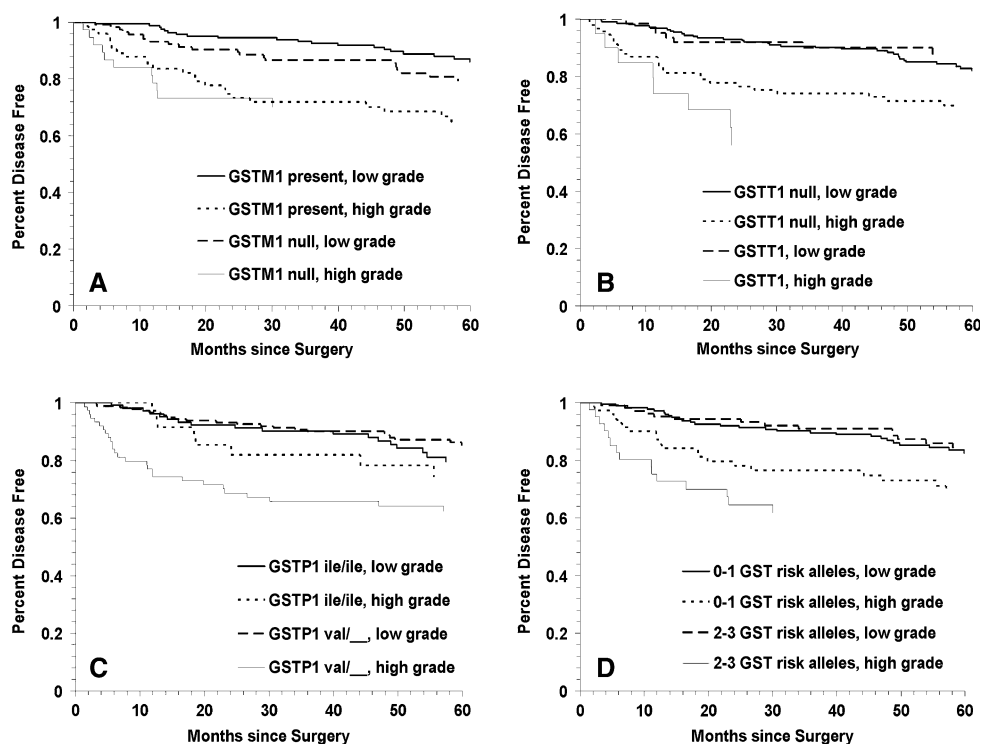 1
0.8
0.6
0.4
0.2
0
Percent Disease Free
GSTM1 present, low grade
GSTM1 present, high grade
GSTM1 null, low grade
GSTM1 null, high grade
A
0 10 20 30 40 50 60
Months since Surgery
1
0.8
0.6
0.4
0.2
0
Percent Disease Free
GSTT1 null, low grade
GSTT1 null, high grade
GSTT1, low grade
GSTT1, high grade
B
0 10 20 30 40 50 60
Months since Surgery
1
0.8
0.6
0.4
0.2
0
Percent Disease Free
GSTP1 ile/ile, low grade
GSTP1 ile/ile, high grade
GSTP1 val/__, low grade
GSTP1 val/__, high grade
C
0 10 20 30 40 50 60
Months since Surgery
1
0.8
0.6
0.4
0.2
0
Percent Disease Free
0-1 GST risk alleles, low grade
0-1 GST risk alleles, high grade
2-3 GST risk alleles, low grade
2-3 GST risk alleles, high grade
D
0 10 20 30 40 50 60
Months since Surgery